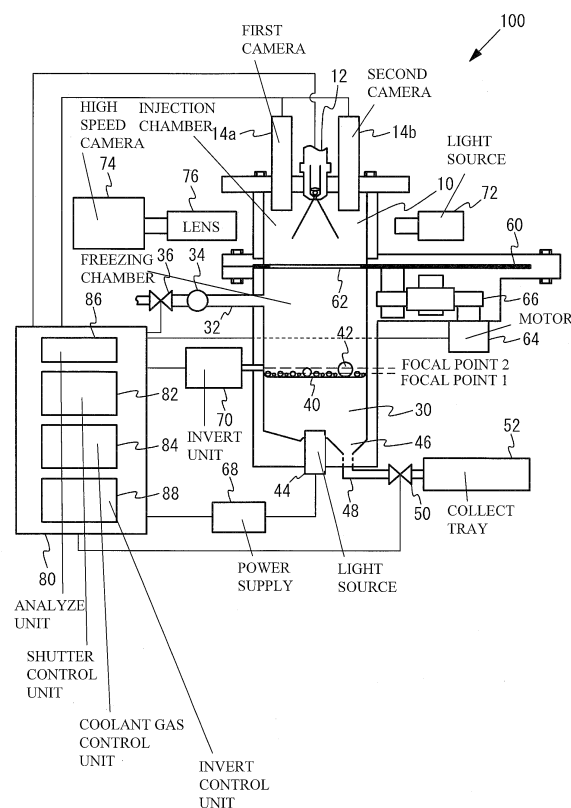 100
FIRST
CAMERA
SECOND
CAMERA
12
HIGH
SPEED
CAMERA
INJECTION
CHAMBER
14a
14b
LIGHT
SOURCE
74
76
10
72
LENS
60
FREEZING
CHAMBER
36
34
62
66
86
32
MOTOR
64
42
FOCAL POINT 2
FOCAL POINT 1
82
70
40
INVERT
UNIT
30
84
46
52
88
68
44
48
50
COLLECT
TRAY
80
POWER
SUPPLY
LIGHT
SOURCE
ANALYZE
UNIT
SHUTTER
CONTROL
UNIT
COOLANT GAS
CONTROL
UNIT
INVERT
CONTROL
UNIT